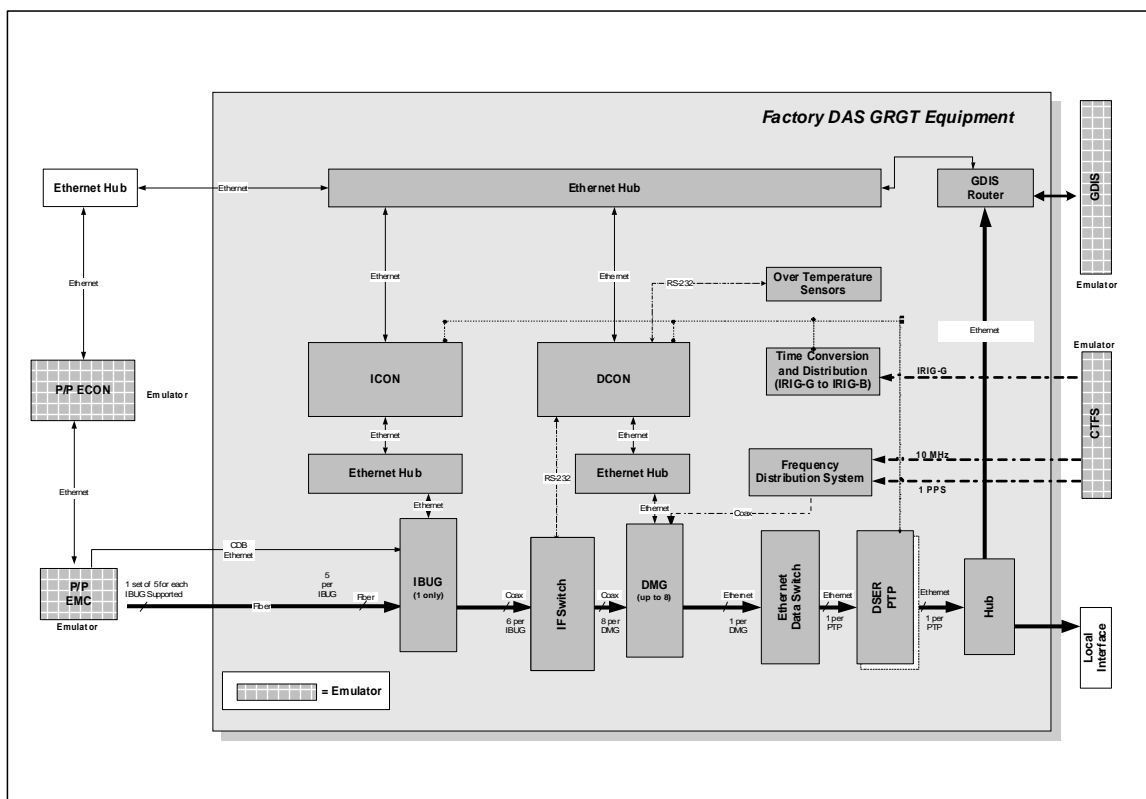 Factory DAS GRGT Equipment
Ethernet Hub
Ethernet
Ethernet Hub
GDIS
Router
GDIS
Emulator
Ethernet
Ethernet
Ethernet
RS-232
Over Temperature
Sensors
Ethernet
Emulator
P/P ECON
Emulator
ICON
DCON
Time Conversion
and Distribution
(IRIG-G to IRIG-B)
IRIG-G
CTFS
Ethernet
Ethernet
Ethernet Hub
RS-232
Ethernet Hub
Frequency
Distribution System
10 MHz
1 PPS
Ethernet
Ethernet
Ethernet
Coax
CDB
Ethernet
P/P
EMC
Emulator
1 set of 5 for each
IBUG Supported
Fiber
5
per
IBUG
Fiber
IBUG
(1 only)
Coax
6 per
IBUG
IF Switch
Coax
8 per
DMG
DMG
(up to 8)
Ethernet
1 per
DMG
Ethernet
Data Switch
Ethernet
1 per
PTP
DSER
PTP
Ethernet
1 per
PTP
Hub
Local
Interface
= Emulator